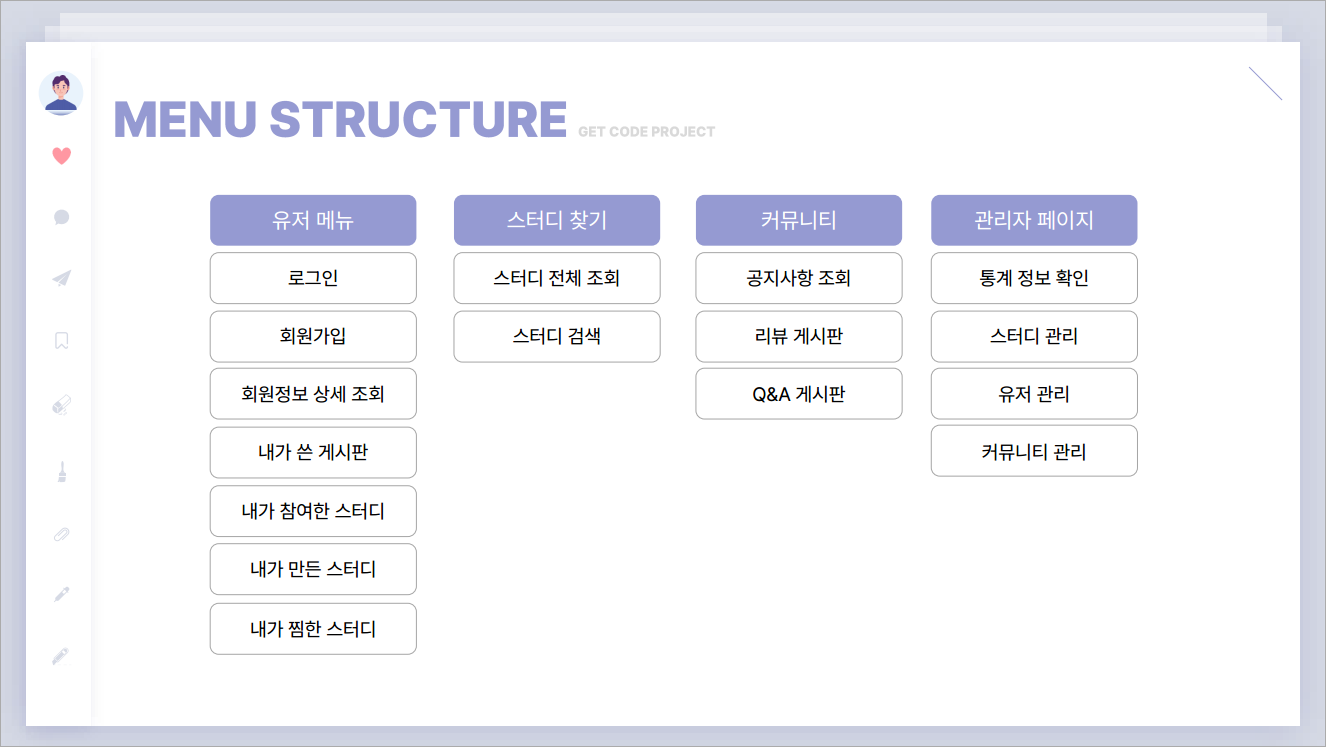 MENU STRUCTURE GET CODE PROJECT
유저 메뉴
로그인
회원가입
회원정보 상세 조회
내가 쓴 게시판
내가 참여한 스터디
내가 만든 스터디
내가 찜한 스터디
스터디 찾기
스터디 전체 조회
스터디 검색
커뮤니티
공지사항 조회
리뷰 게시판
Q&A 게시판
관리자 페이지
통계 정보 확인
스터디 관리
유저 관리
커뮤니티 관리